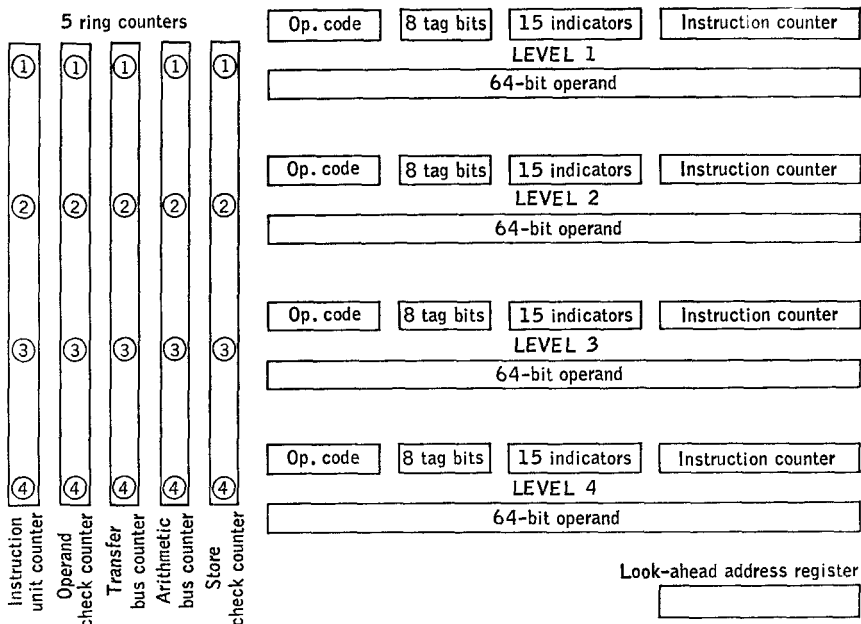 5 ring counters
Op. code 8 tag bits 15 indicators Instruction counter
LEVEL 1
64-bit operand
① ① ① ① ①
Op. code 8 tag bits 15 indicators Instruction counter
LEVEL 2
64-bit operand
② ② ② ② ②
Op. code 8 tag bits 15 indicators Instruction counter
LEVEL 3
64-bit operand
③ ③ ③ ③ ③
Op. code 8 tag bits 15 indicators Instruction counter
LEVEL 4
64-bit operand
④ ④ ④ ④ ④
Instruction
unit counter
Operand
check counter
Transfer
bus counter
Arithmetic
bus counter
Store
check counter
Look-ahead address register